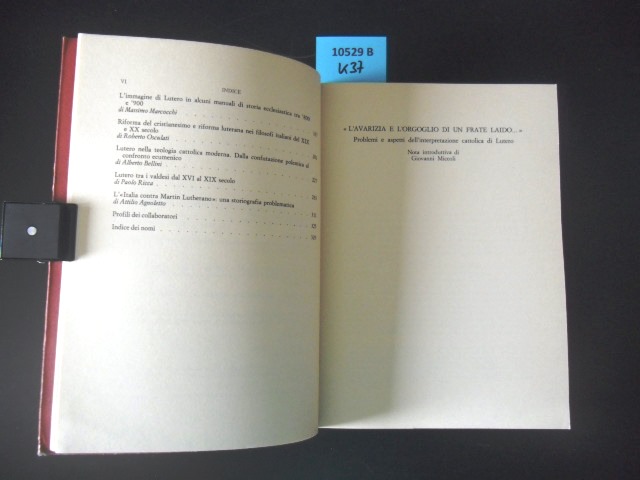 10529 B
K37
VI
INDICE
L'immagine di Lutero in alcuni manuali di storia ecclesiastica tra '800
e '900
di Massimo Marcocchi
Riforma del cristianesimo e riforma luterana nei filosofi italiani del XIX
e XX secolo
di Roberto Osculati
Lutero nella teologia cattolica moderna. Dalla confutazione polemica al
confronto ecumenico
di Alberto Bellini
Lutero tra i valdesi dal XVI al XIX secolo
di Paolo Ricca
L'«Italia contra Martin Lutherano»: una storiografia problematica
di Attilio Agnoletto
Profili dei collaboratori
Indice dei nomi
« L'AVARIZIA E L'ORGOGLIO DI UN FRATE LAIDO... »
Problemi e aspetti dell'interpretazione cattolica di Lutero
Nota introduttiva di
Giovanni Miccoli